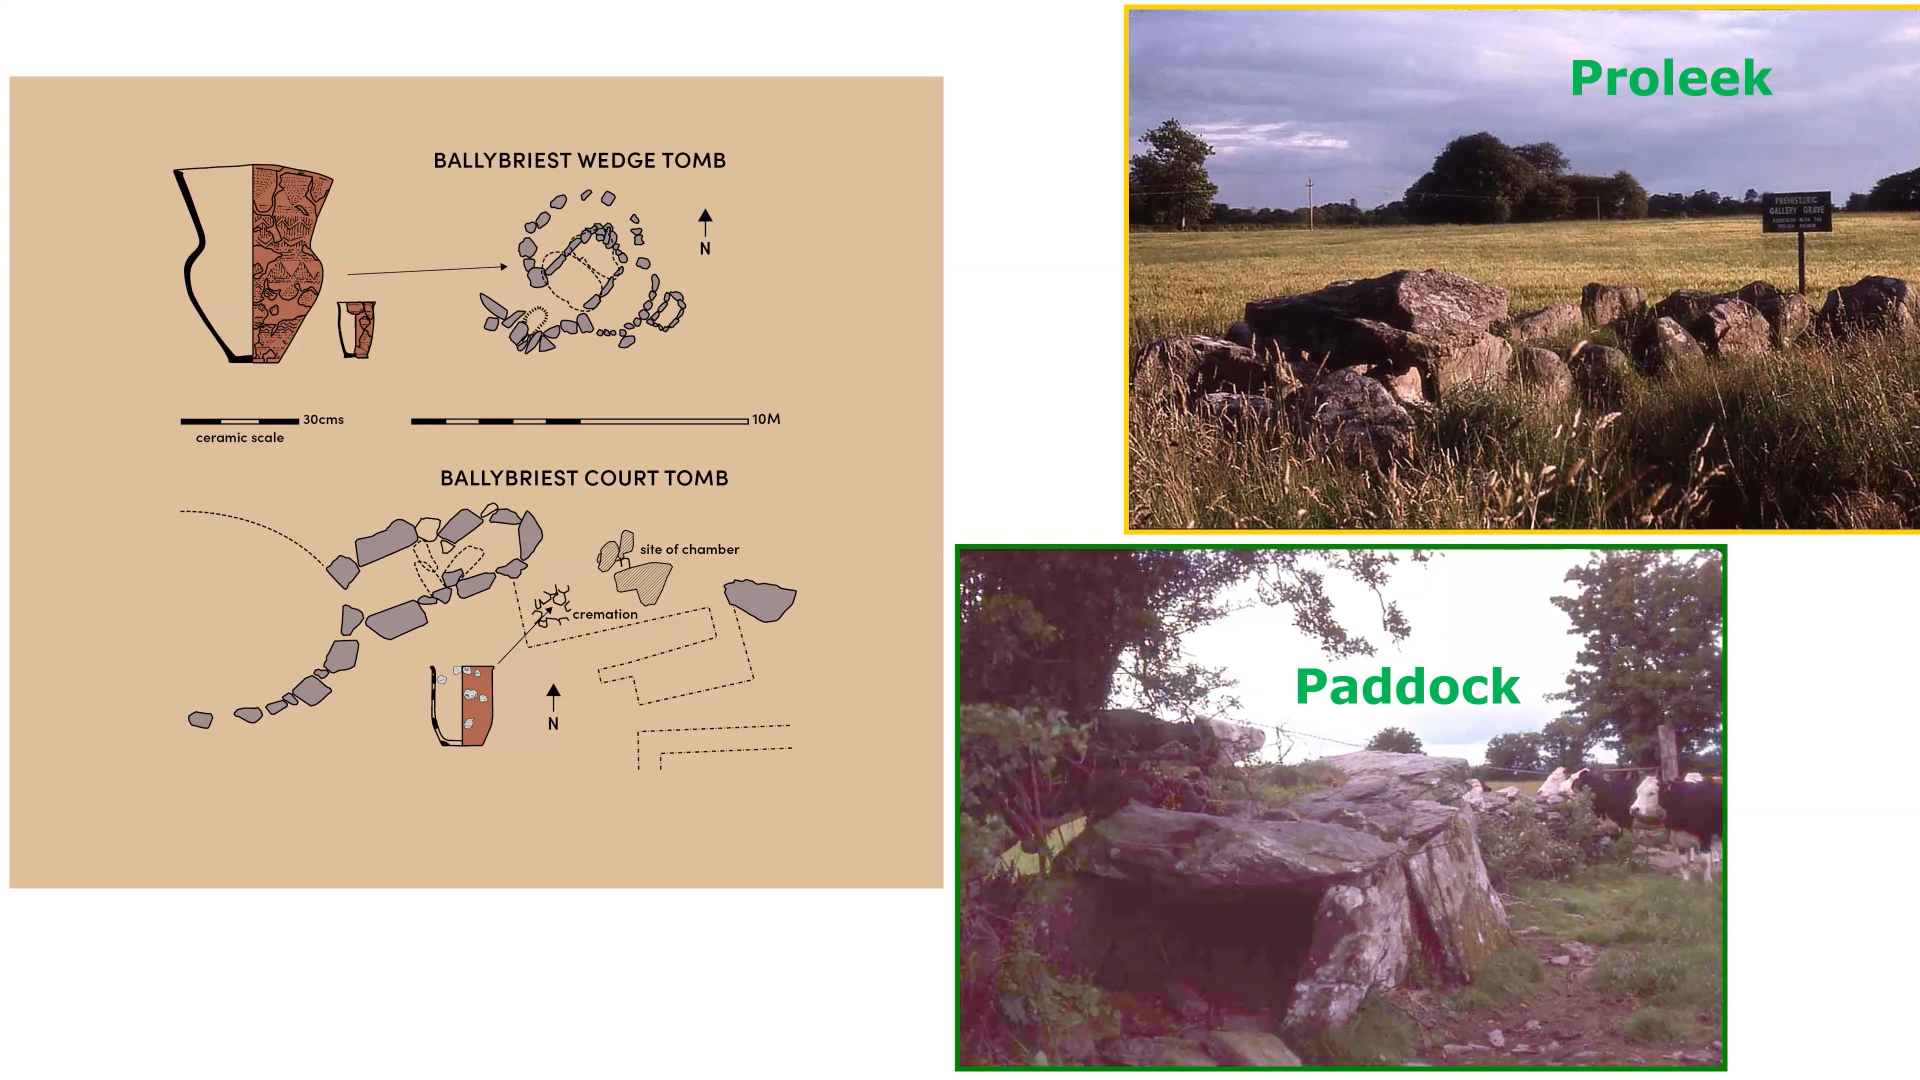 BALLYBRIEST WEDGE TOMB
N
30cms
ceramic scale
10M
BALLYBRIEST COURT TOMB
site of chamber
cremation
N
Proleek
PREHISTORIC
GALLERY GRAVE
Paddock